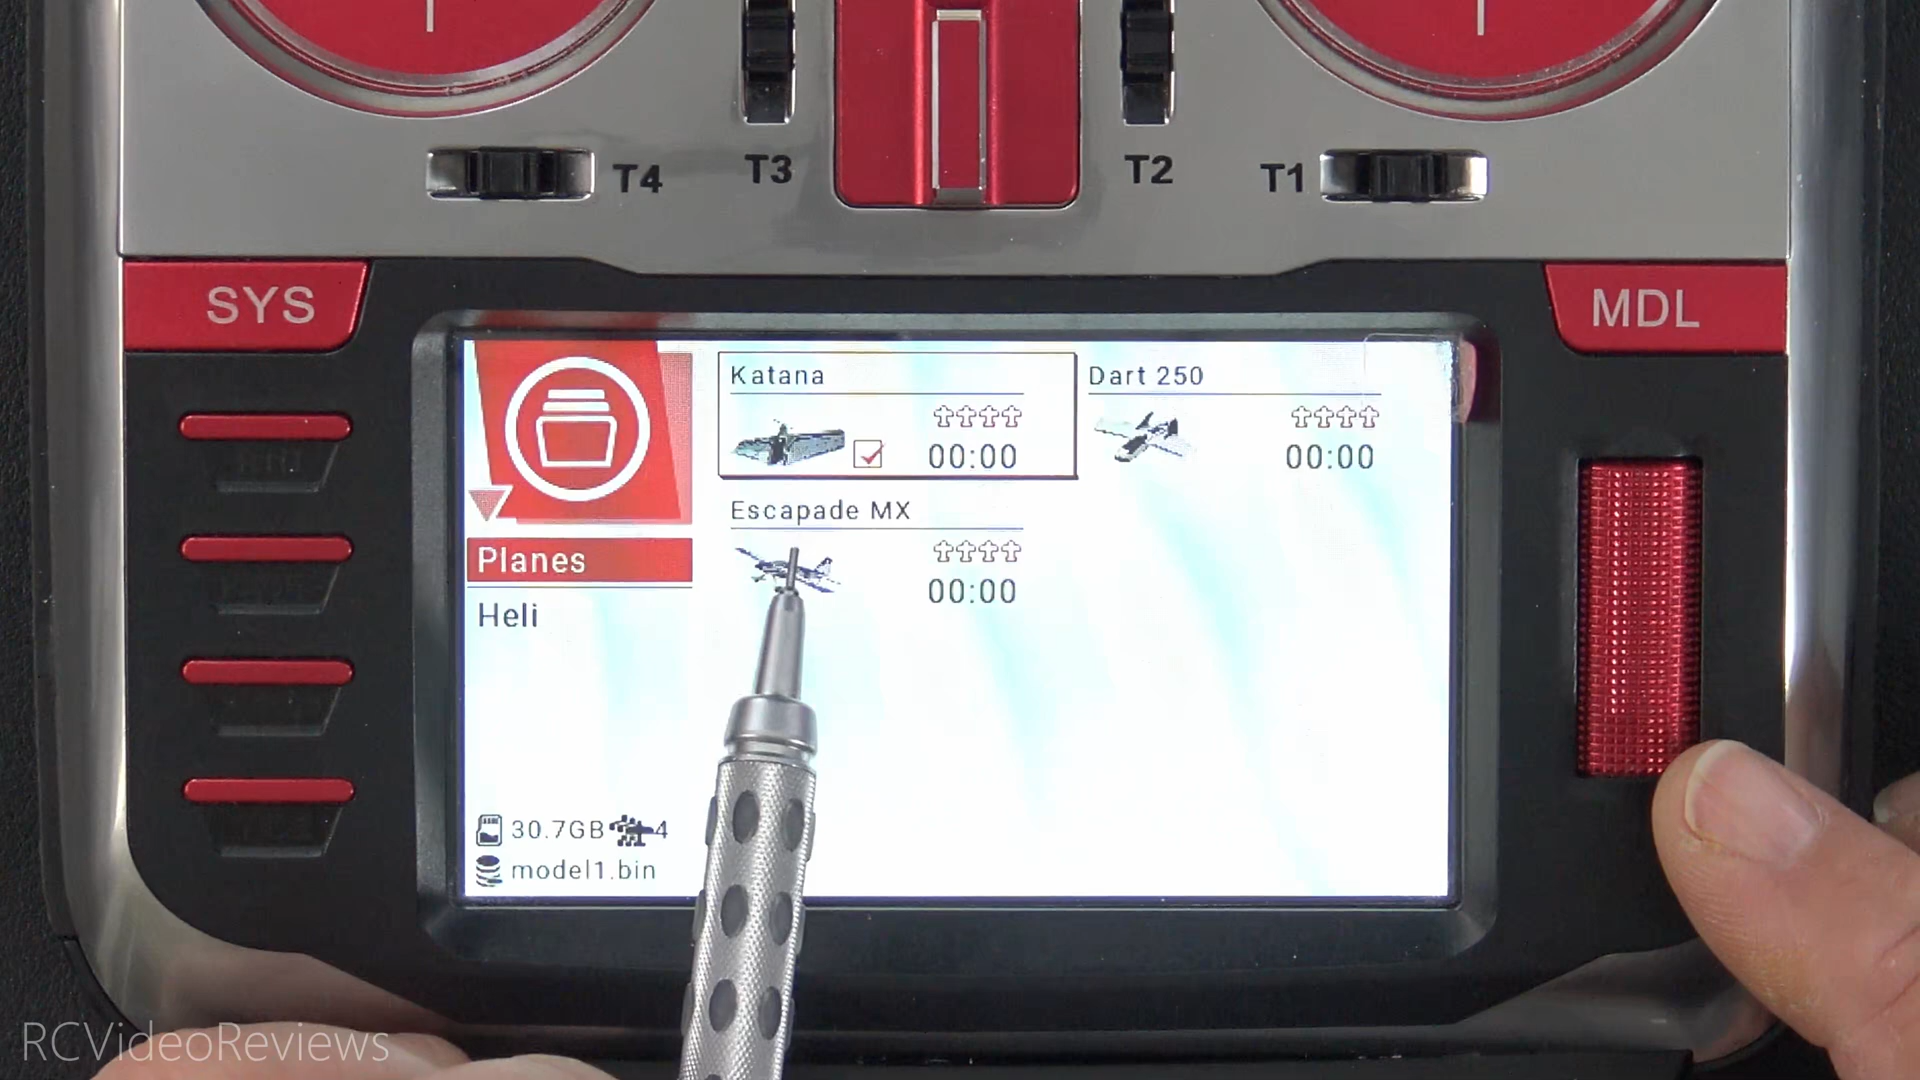 T4
T3
T2
T1
SYS
MDL
Katana
00:00
Dart 250
00:00
Escapade MX
00:00
Planes
Heli
30.7GB
4
model1.bin
RCVideoReviews